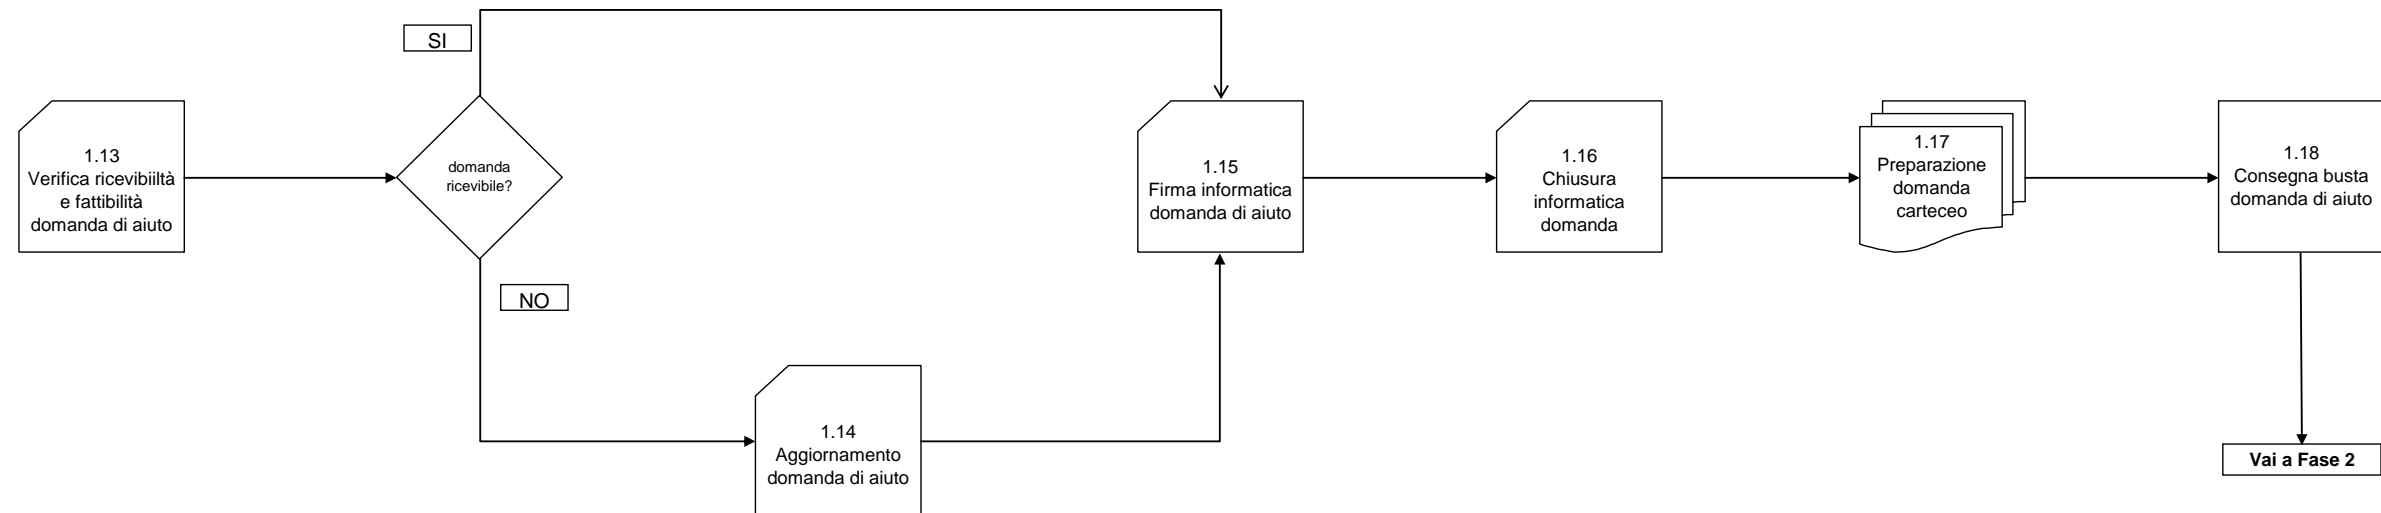 SI
1.13
Verifica ricevibiiltà
e fattibilità
domanda di aiuto
domanda
ricevibile?
NO
1.14
Aggiornamento
domanda di aiuto
1.15
Firma informatica
domanda di aiuto
1.16
Chiusura
informatica
domanda
1.17
Preparazione
domanda
carteceo
1.18
Consegna busta
domanda di aiuto
Vai a Fase 2